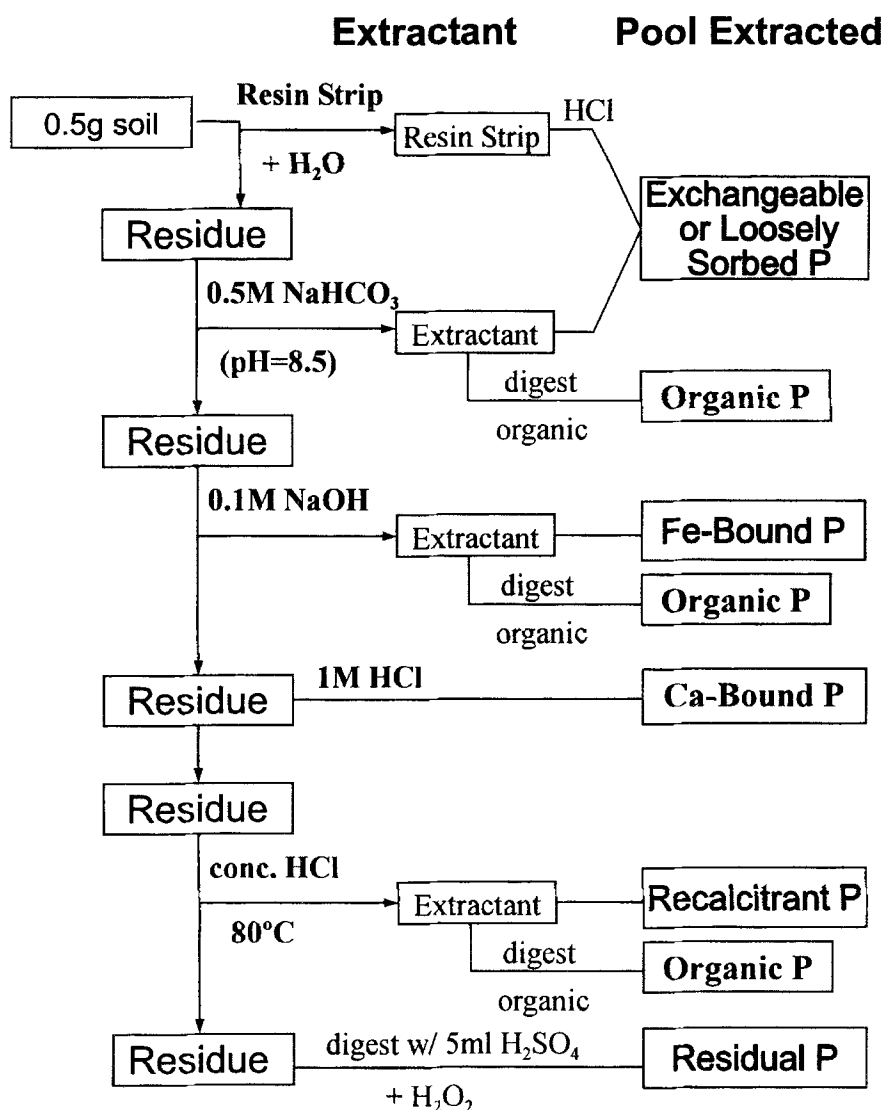 Extractant Pool Extracted
Resin Strip
HCl
0.5g soil
Resin Strip
+ H₂O
Exchangeable
or Loosely
Sorbed P
Residue
0.5M NaHCO₃
Extractant
(pH=8.5)
digest
Organic P
organic
Residue
0.1M NaOH
Extractant
Fe-Bound P
digest
Organic P
organic
1M HCl
Residue
Ca-Bound P
Residue
conc. HCl
Extractant
Recalcitrant P
80°C
digest
Organic P
organic
digest w/ 5ml H₂SO₄
Residue
Residual P
+ H₂O₂